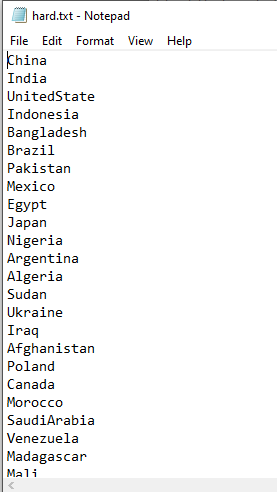 hard.txt - Notepad
File Edit Format View Help
China
India
UnitedState
Indonesia
Bangladesh
Brazil
Pakistan
Mexico
Egypt
Japan
Nigeria
Argentina
Algeria
Sudan
Ukraine
Iraq
Afghanistan
Poland
Canada
Morocco
SaudiArabia
Venezuela
Madagascar
Mali